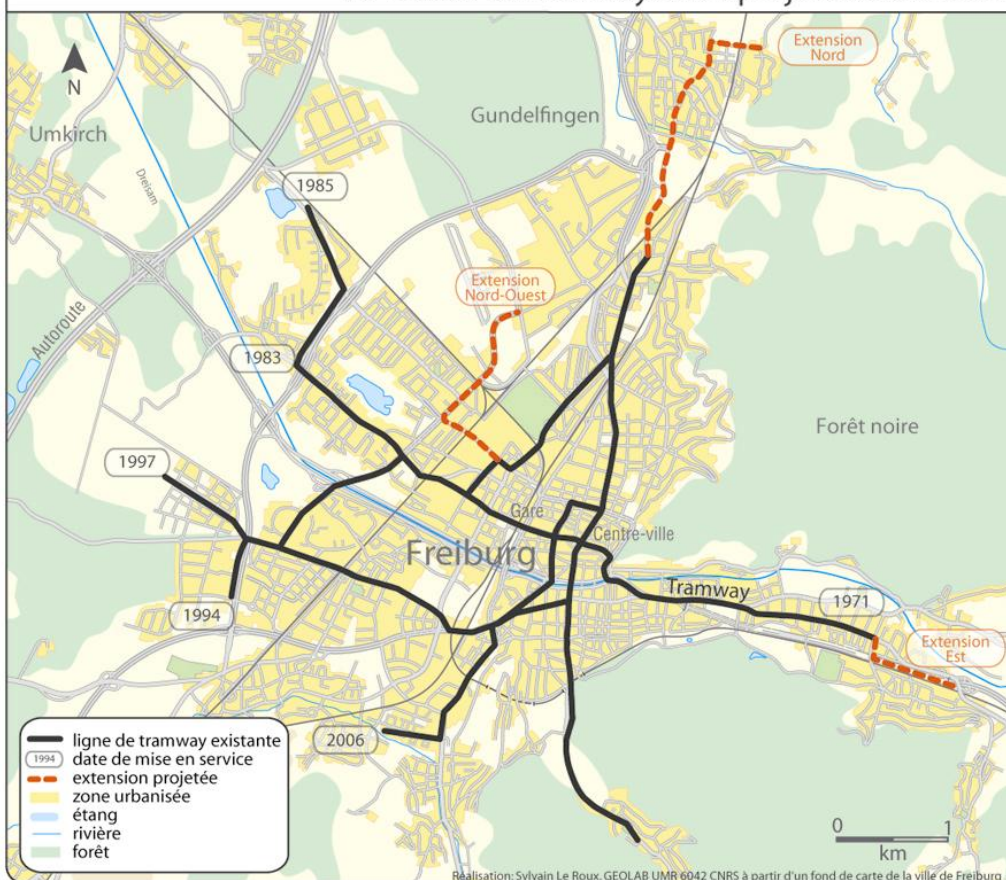 N
Extension
Nord
Gundelfingen
Umkirch
Dreisam
1985
Extension
Nord-Ouest
Autoroute
1983
Forêt noire
1997
Gare
Centre-ville
Freiburg
Tramway
1971
1994
Extension
Est
2006
ligne de tramway existante
1994 date de mise en service
extension projetée
zone urbanisée
étang
rivière
forêt
0 1
km
Réalisation: Sylvain Le Roux, GEOLAB UMR 6042 CNRS à partir d'un fond de carte de la ville de Freiburg